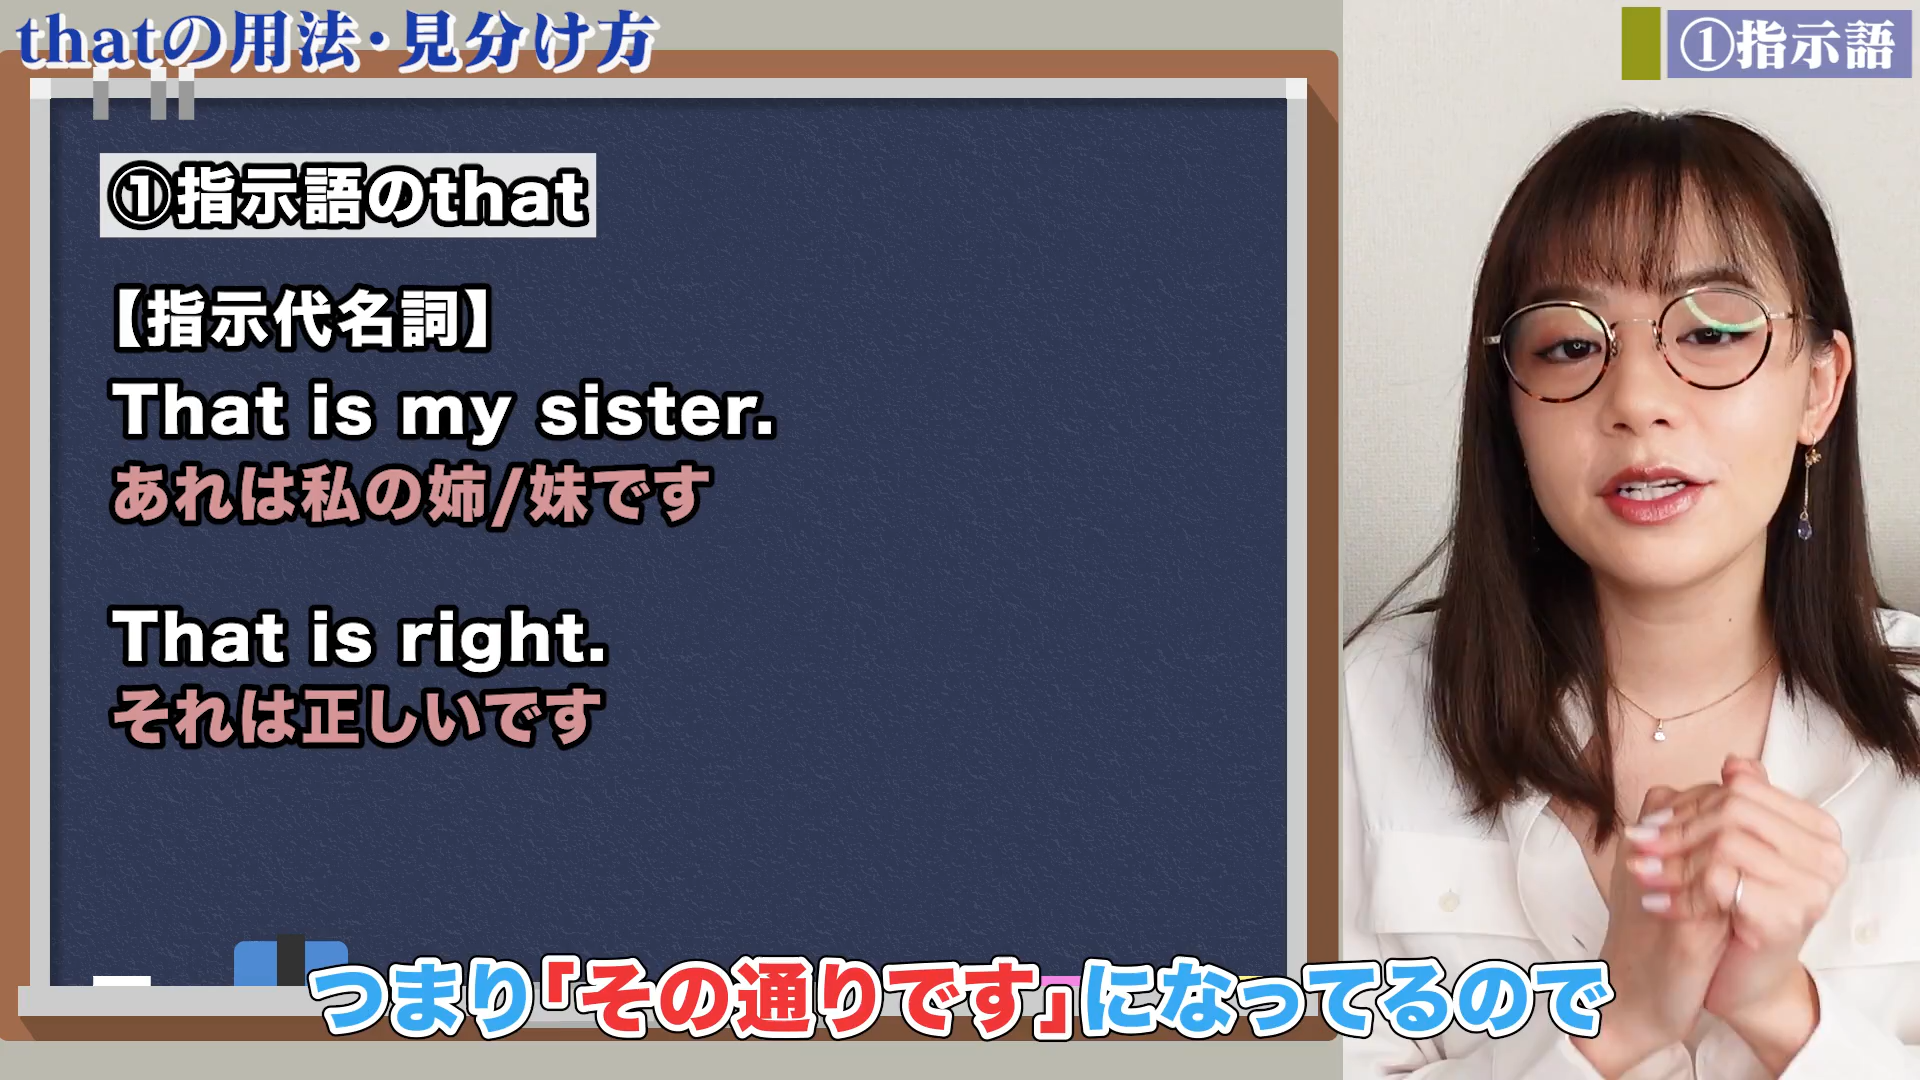 thatの用法・見分け方
①指示語
①指示語のthat
【指示代名詞】
That is my sister.
あれは私の姉/妹です
That is right.
それは正しいです
つまり「その通りです」になってるので